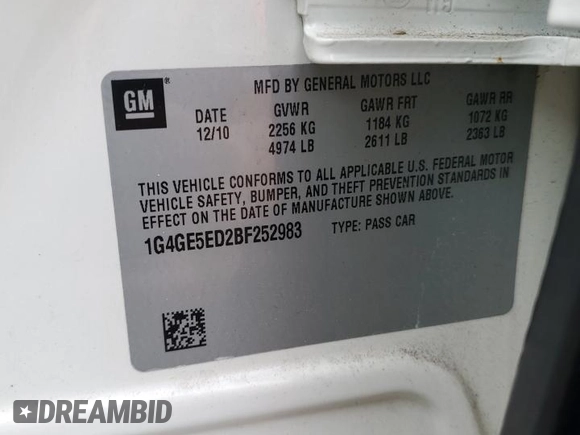 115
GM
MFD BY GENERAL MOTORS LLC
DATE GVWR GAWR FRT GAWR RR
12/10 2256 KG 1184 KG 1072 KG
4974 LB 2611 LB 2363 LB
THIS VEHICLE CONFORMS TO ALL APPLICABLE U.S. FEDERAL MOTOR
VEHICLE SAFETY, BUMPER, AND THEFT PREVENTION STANDARDS IN
EFFECT ON THE DATE OF MANUFACTURE SHOWN ABOVE.
1G4GE5ED2BF252983 TYPE: PASS CAR
DREAMBID